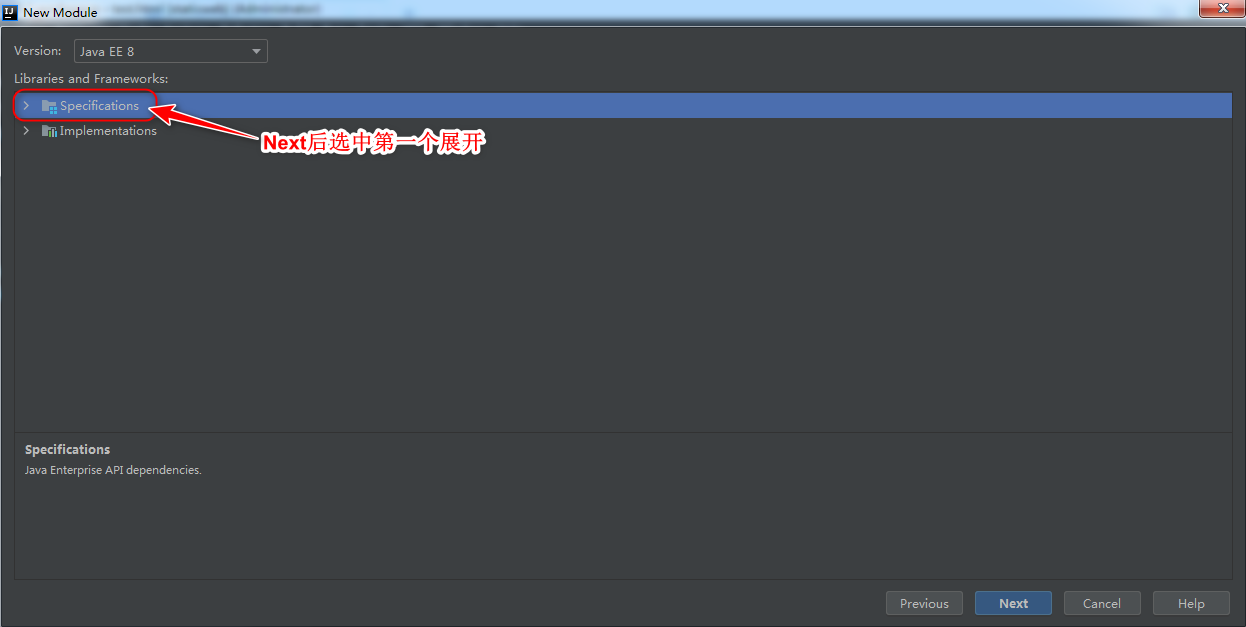 New Module
Version: Java EE 8
Libraries and Frameworks:
Specifications
Implementations
Next后选中第一个展开
Specifications
Java Enterprise API dependencies.
Previous Next Cancel Help